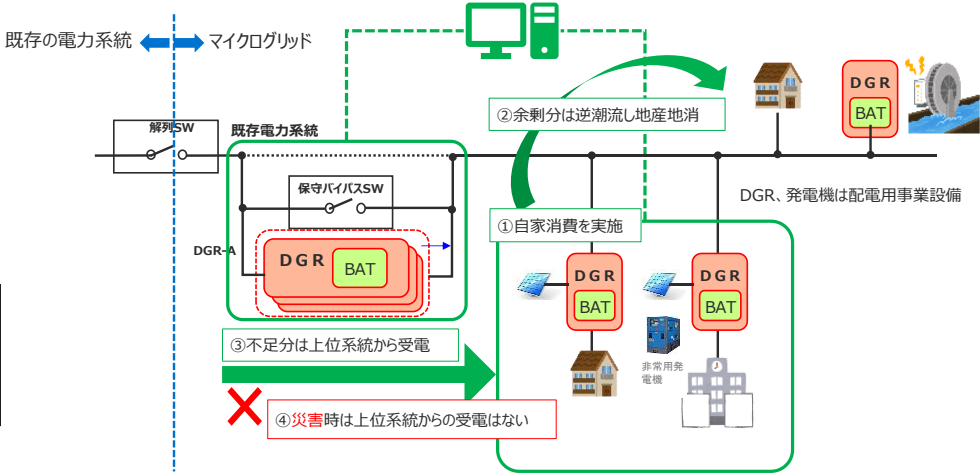 既存の電力系統
マイクログリッド
解列SW
既存電力系統
②余剰分は逆潮流し地産地消
DGR
BAT
保守バイパスSW
DGR、発電機は配電用事業設備
①自家消費を実施
DGR-A
DGR
BAT
DGR
BAT
DGR
BAT
③不足分は上位系統から受電
非常用発
電機
④災害時は上位系統からの受電はない